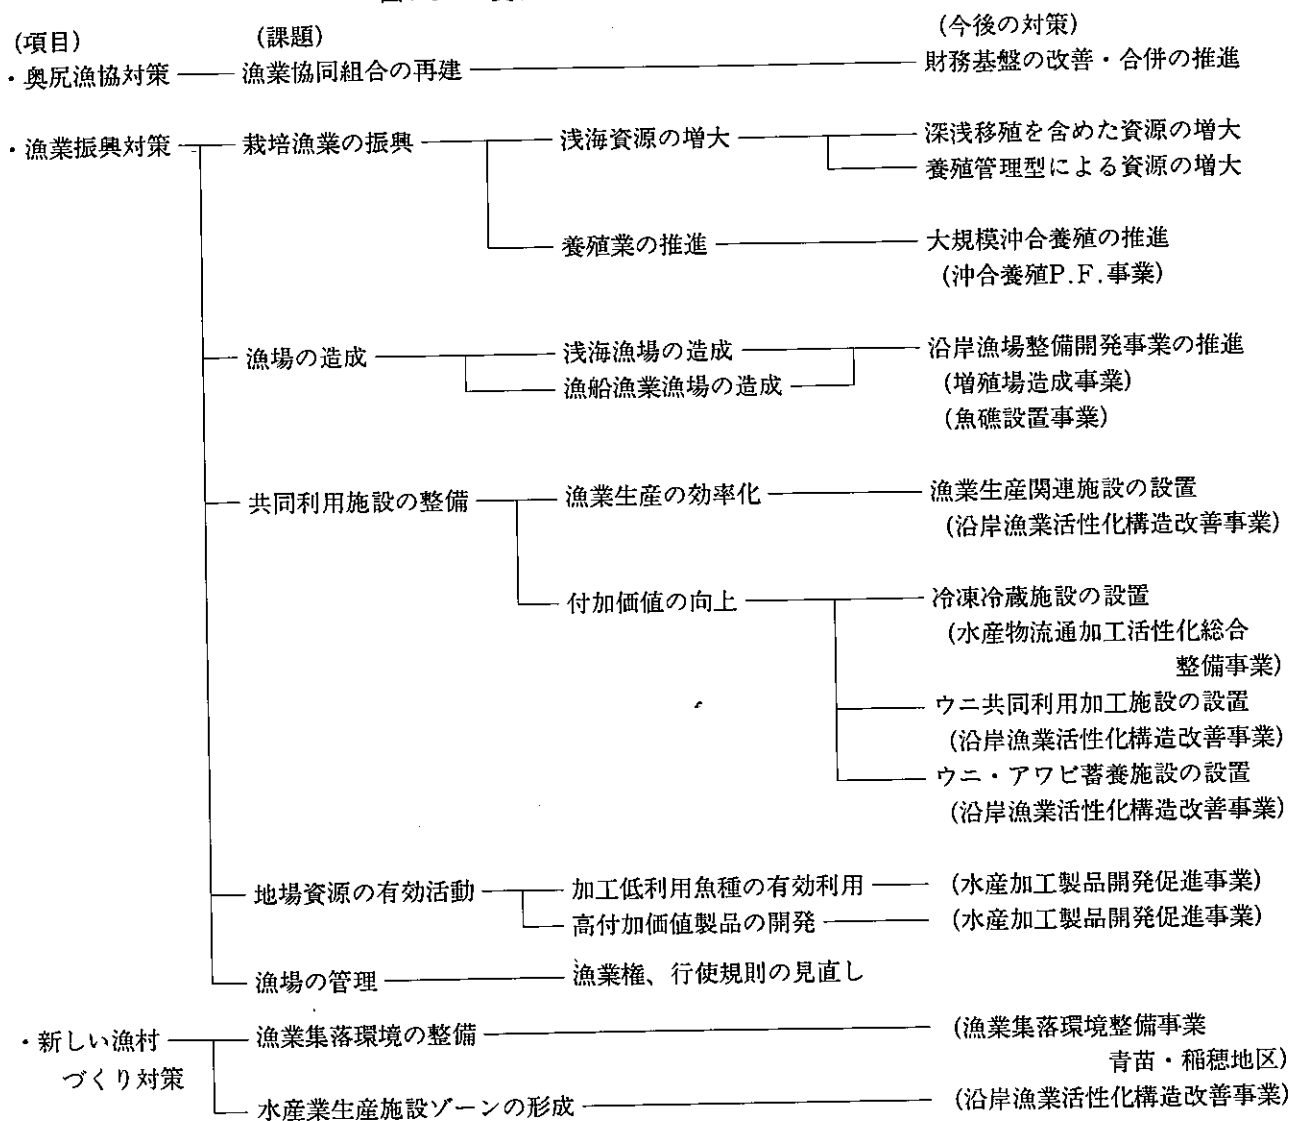 (項目)
(課題)
(今後の対策)
・奥尻漁協対策
漁業協同組合の再建
財務基盤の改善・合併の推進
・漁業振興対策
栽培漁業の振興
浅海資源の増大
深浅移殖を含めた資源の増大
養殖管理型による資源の増大
養殖業の推進
大規模沖合養殖の推進
(沖合養殖P.F.事業)
漁場の造成
浅海漁場の造成
漁船漁業漁場の造成
沿岸漁場整備開発事業の推進
(増殖場造成事業)
(魚礁設置事業)
共同利用施設の整備
漁業生産の効率化
漁業生産関連施設の設置
(沿岸漁業活性化構造改善事業)
付加価値の向上
冷凍冷蔵施設の設置
(水産物流通加工活性化総合
整備事業)
ウニ共同利用加工施設の設置
(沿岸漁業活性化構造改善事業)
ウニ・アワビ蓄養施設の設置
(沿岸漁業活性化構造改善事業)
地場資源の有効活動
加工低利用魚種の有効利用
(水産加工製品開発促進事業)
高付加価値製品の開発
(水産加工製品開発促進事業)
漁場の管理
漁業権、行使規則の見直し
・新しい漁村
づくり対策
漁業集落環境の整備
(漁業集落環境整備事業
青苗・稲穂地区)
水産業生産施設ゾーンの形成
(沿岸漁業活性化構造改善事業)